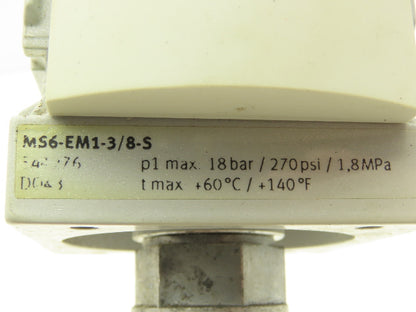 MS6-EM1-3/8-S
p1 max. 18 bar / 270 psi / 1,8 MPa
t max +60°C / +140°F